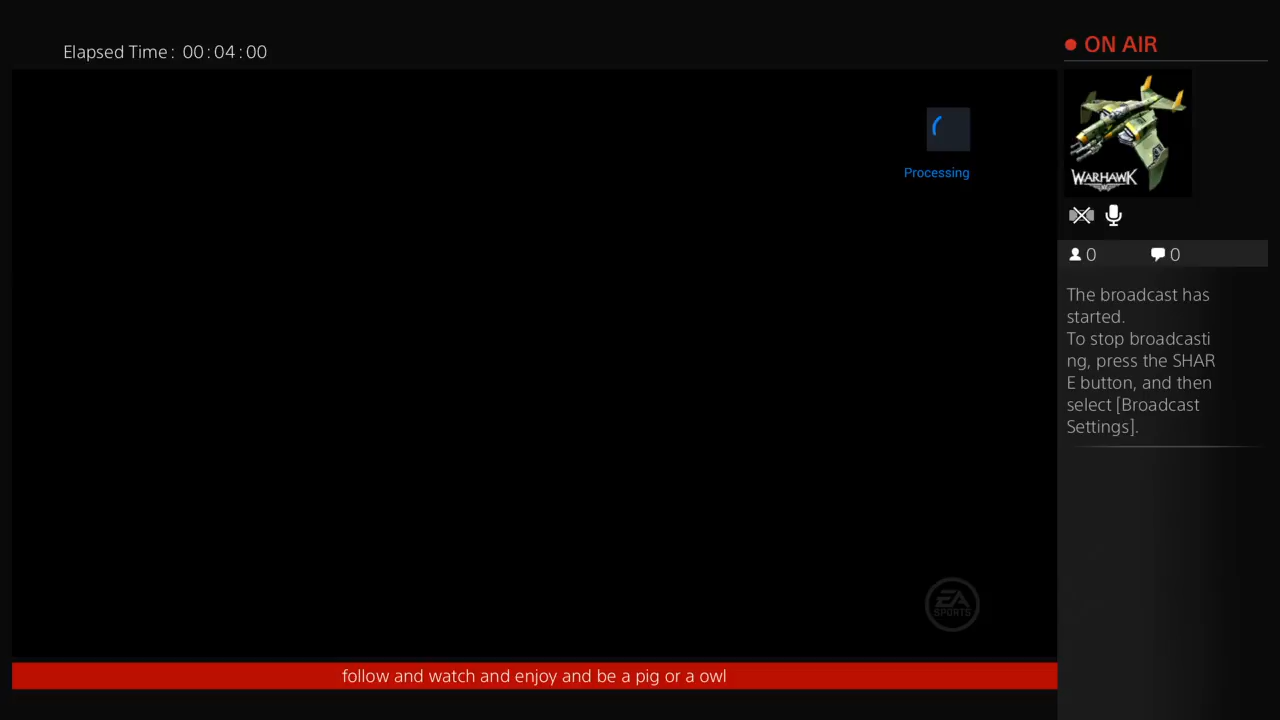 Elapsed Time: 00:04:00
ON AIR
Processing
WARHAWK
0 0
The broadcast has
started.
To stop broadcasti
ng, press the SHAR
E button, and then
select [Broadcast
Settings].
EA
SPORTS
follow and watch and enjoy and be a pig or a owl